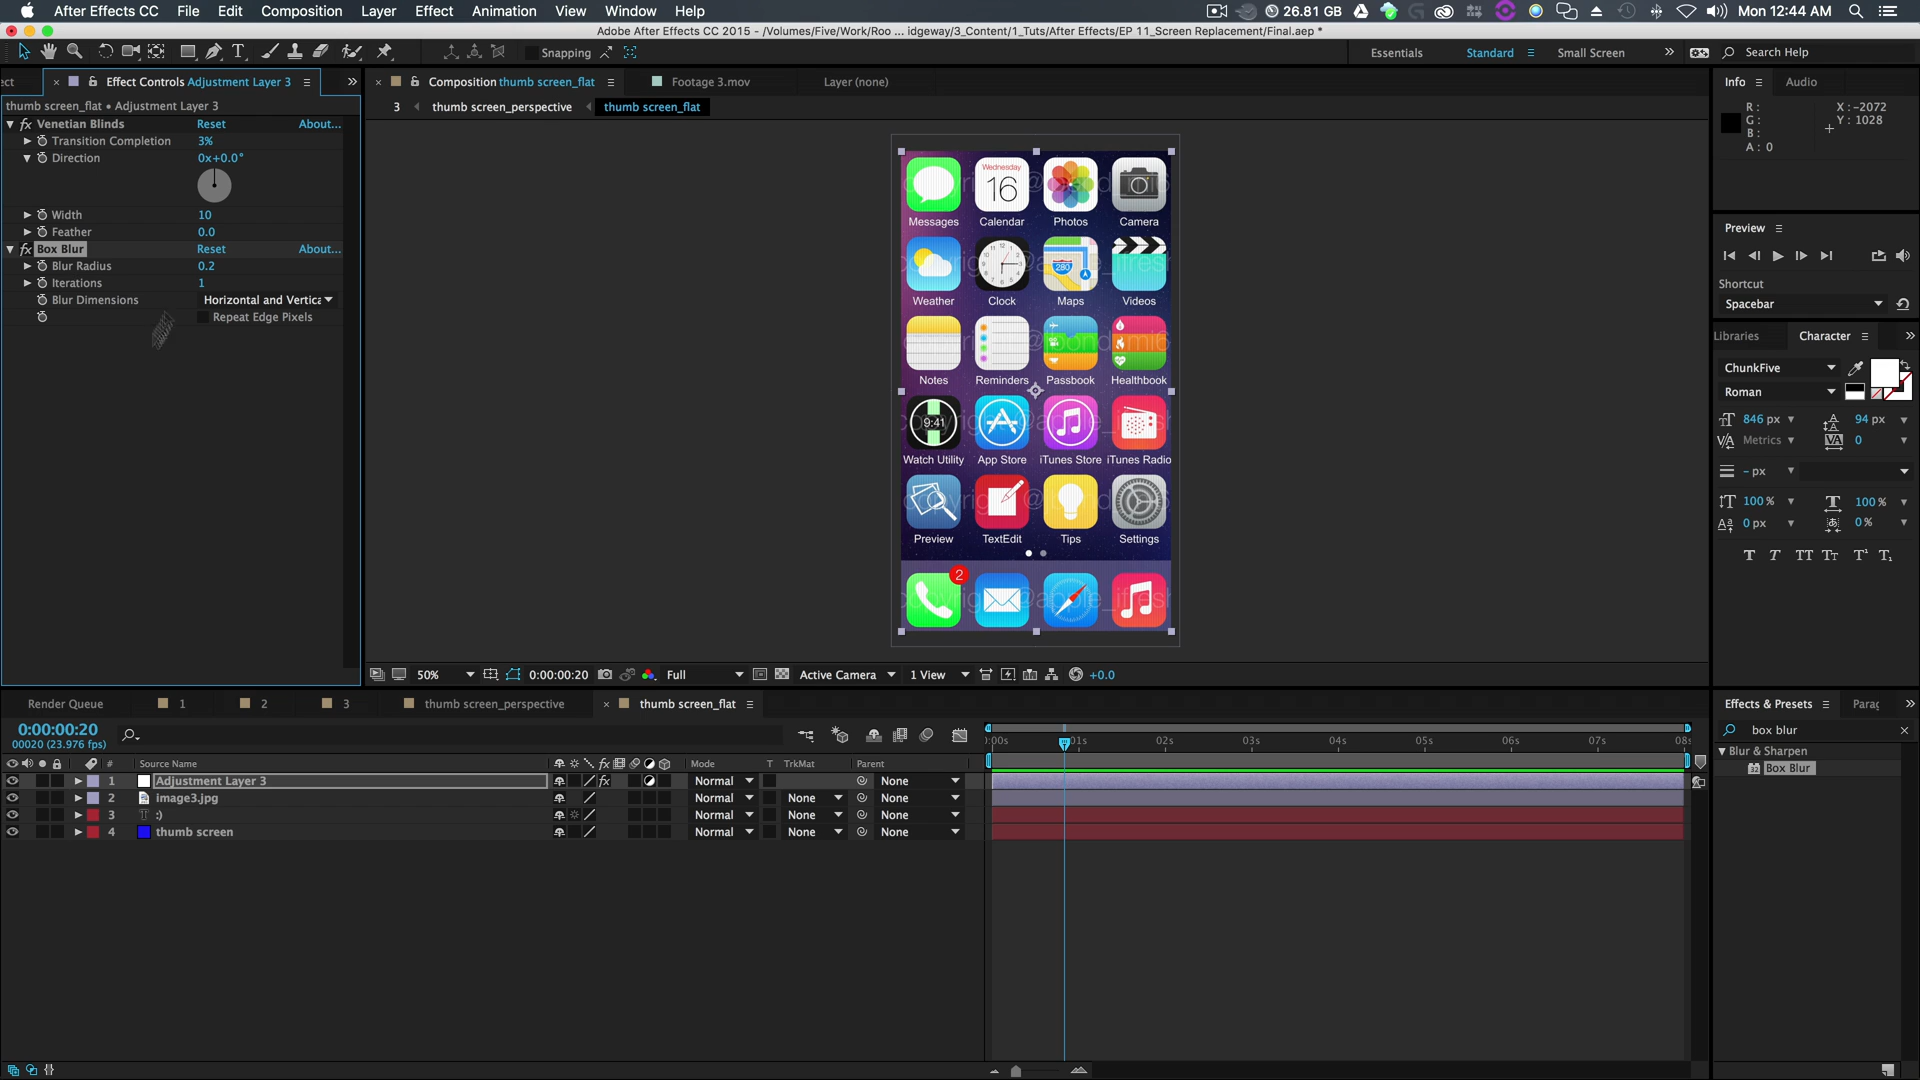 After Effects CC File Edit Composition Layer Effect Animation View Window Help 26.81 GB Mon 12:44 AM
Adobe After Effects CC 2015 - /Volumes/Five/Work/Roo ... idgeway/3_Content/1_Tuts/After Effects/EP 11_Screen Replacement/Final.aep *
Snapping Essentials Standard Small Screen Search Help
ect Effect Controls Adjustment Layer 3
Composition thumb screen_flat Footage 3.mov Layer (none)
thumb screen_flat • Adjustment Layer 3
3 thumb screen_perspective thumb screen_flat
Venetian Blinds Reset About...
Transition Completion 3%
Direction 0x+0.0°
Width 10
Feather 0.0
Box Blur Reset About...
Blur Radius 0.2
Iterations 1
Blur Dimensions Horizontal and Vertica
Repeat Edge Pixels
Wednesday
16
Messages Calendar Photos Camera
280
Weather Clock Maps Videos
Notes Reminders Passbook Healthbook
9:41
Watch Utility App Store iTunes Store iTunes Radio
Preview TextEdit Tips Settings
2
50% 0:00:00:20 Full Active Camera 1 View +0.0
Info Audio
R: X: -2072
G: Y: 1028
B:
A: 0
Preview
Shortcut
Spacebar
Libraries Character
ChunkFive
Roman
846 px 94 px
Metrics 0
- px
100 % 100 %
0 px 0 %
T T TT Tt T¹ T₁
Render Queue 1 2 3 thumb screen_perspective thumb screen_flat
0:00:00:20
00020 (23.976 fps)
:00s 01s 02s 03s 04s 05s 06s 07s 08s
# Source Name Mode T TrkMat Parent
1 Adjustment Layer 3 Normal None
2 image3.jpg Normal None None
3 :) Normal None None
4 thumb screen Normal None None
Effects & Presets Parag
box blur
Blur & Sharpen
32 Box Blur